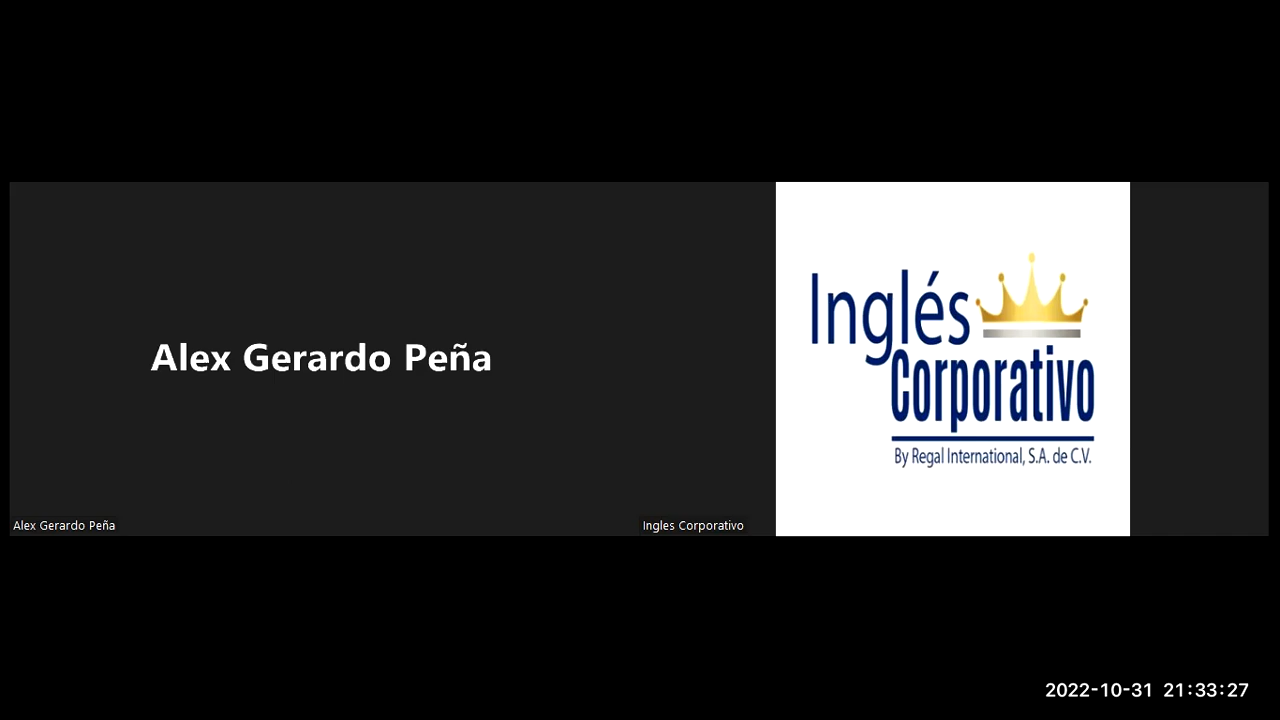 Alex Gerardo Peña
Inglés
Corporativo
By Regal International, S.A. de C.V.
Alex Gerardo Peña
Ingles Corporativo
2022-10-31 21:33:27